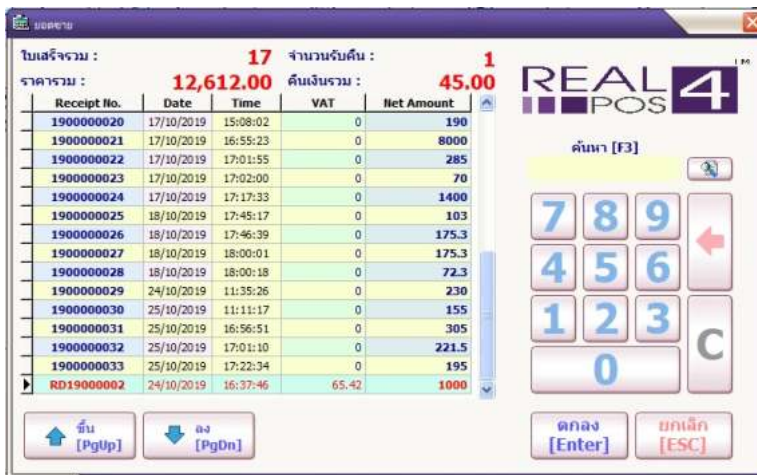 ยอดขาย
ใบเสร็จรวม : 17 จำนวนรับคืน : 1
ราคารวม : 12,612.00 คืนเงินรวม : 45.00
Receipt No. Date Time VAT Net Amount
1900000020 17/10/2019 15:08:02 0 190
1900000021 17/10/2019 16:55:23 0 8000
1900000022 17/10/2019 17:01:55 0 285
1900000023 17/10/2019 17:02:00 0 70
1900000024 17/10/2019 17:17:33 0 1400
1900000025 18/10/2019 17:45:17 0 103
1900000026 18/10/2019 17:46:39 0 175.3
1900000027 18/10/2019 18:00:01 0 175.3
1900000028 18/10/2019 18:00:18 0 72.3
1900000029 24/10/2019 11:35:26 0 230
1900000030 25/10/2019 11:11:17 0 155
1900000031 25/10/2019 16:56:51 0 305
1900000032 25/10/2019 17:01:10 0 221.5
1900000033 25/10/2019 17:22:34 0 195
RD19000002 24/10/2019 16:37:46 65.42 1000
ขึ้น
[PgUp]
ลง
[PgDn]
REAL 4 TM
POS
ค้นหา [F3]
7 8 9
4 5 6
1 2 3 C
0
ตกลง
[Enter]
ยกเลิก
[ESC]